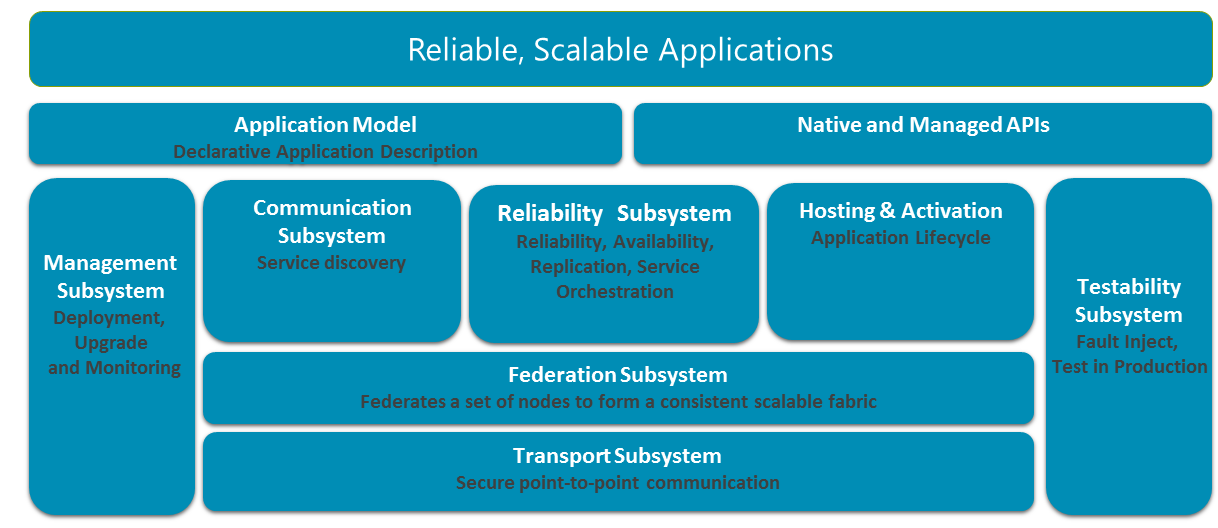 Reliable, Scalable Applications
Application Model
Declarative Application Description
Native and Managed APIs
Management
Subsystem
Deployment,
Upgrade
and Monitoring
Communication
Subsystem
Service discovery
Reliability Subsystem
Reliability, Availability,
Replication, Service
Orchestration
Hosting & Activation
Application Lifecycle
Testability
Subsystem
Fault Inject,
Test in Production
Federation Subsystem
Federates a set of nodes to form a consistent scalable fabric
Transport Subsystem
Secure point-to-point communication